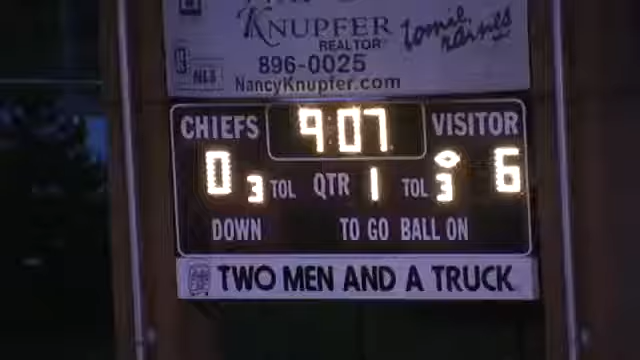 KNUPFER
REALTOR
896-0025
MLS
NancyKnupfer.com
CHIEFS 9:07 VISITOR
0 3 TOL QTR 1 TOL 3 6
DOWN TO GO BALL ON
TWO MEN AND A TRUCK